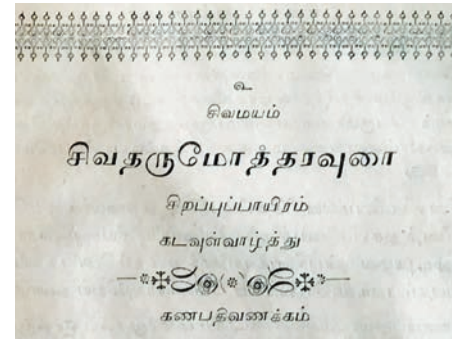 உ
சிவமயம்
சிவதருமோத்தரவுரை
சிறப்புப்பாயிரம்
கடவுள்வாழ்த்து
கணபதிவணக்கம்